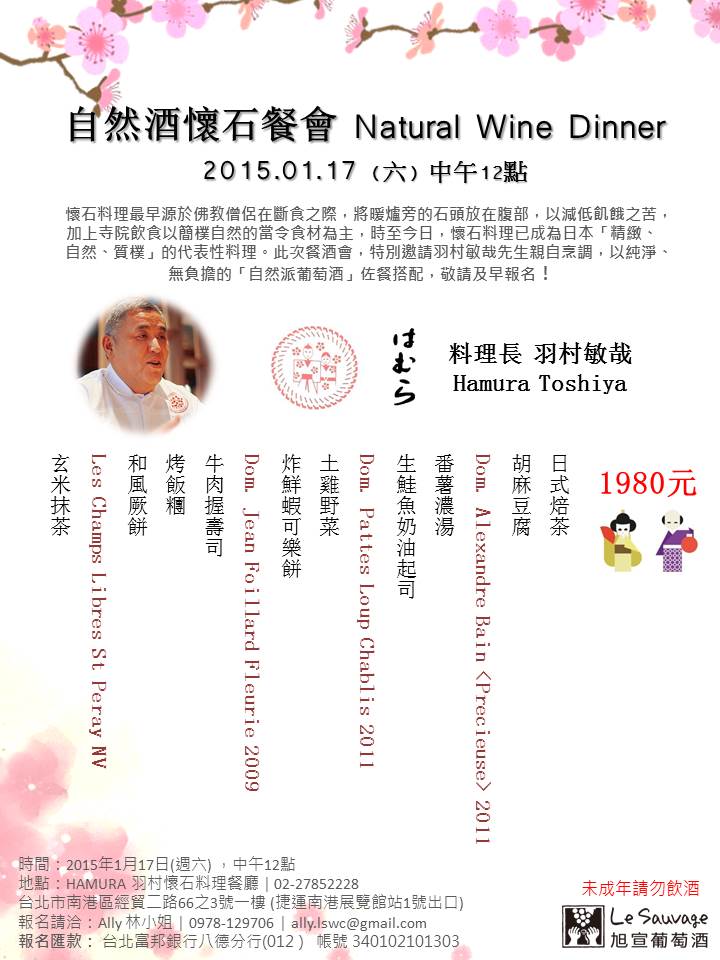 自然酒懷石餐會 Natural Wine Dinner
2015.01.17 (六) 中午12點
懷石料理最早源於佛教僧侶在斷食之際，將暖爐旁的石頭放在腹部，以減低飢餓之苦，
加上寺院飲食以簡樸自然的當令食材為主，時至今日，懷石料理已成為日本「精緻、
自然、質樸」的代表性料理。此次餐酒會，特別邀請羽村敏哉先生親自烹調，以純淨、
無負擔的「自然派葡萄酒」佐餐搭配，敬請及早報名！
はむら
料理長 羽村敏哉
Hamura Toshiya
1980元
日式焙茶
胡麻豆腐
Dom. Alexandre Bain <Precieuse> 2011
番薯濃湯
生鮭魚奶油起司
Dom. Pattes Loup Chablis 2011
土雞野菜
炸鮮蝦可樂餅
Dom. Jean Foillard Fleurie 2009
牛肉握壽司
烤飯糰
和風厥餅
Les Champs Libres St Peray NV
玄米抹茶
時間：2015年1月17日(週六) ，中午12點
地點：HAMURA 羽村懷石料理餐廳 | 02-27852228
台北市南港區經貿二路66之3號一樓 (捷運南港展覽館站1號出口)
報名請洽：Ally 林小姐 | 0978-129706 | ally.lswc@gmail.com
報名匯款： 台北富邦銀行八德分行(012 ) 帳號 340102101303
未成年請勿飲酒
Le Sauvage
旭宣葡萄酒